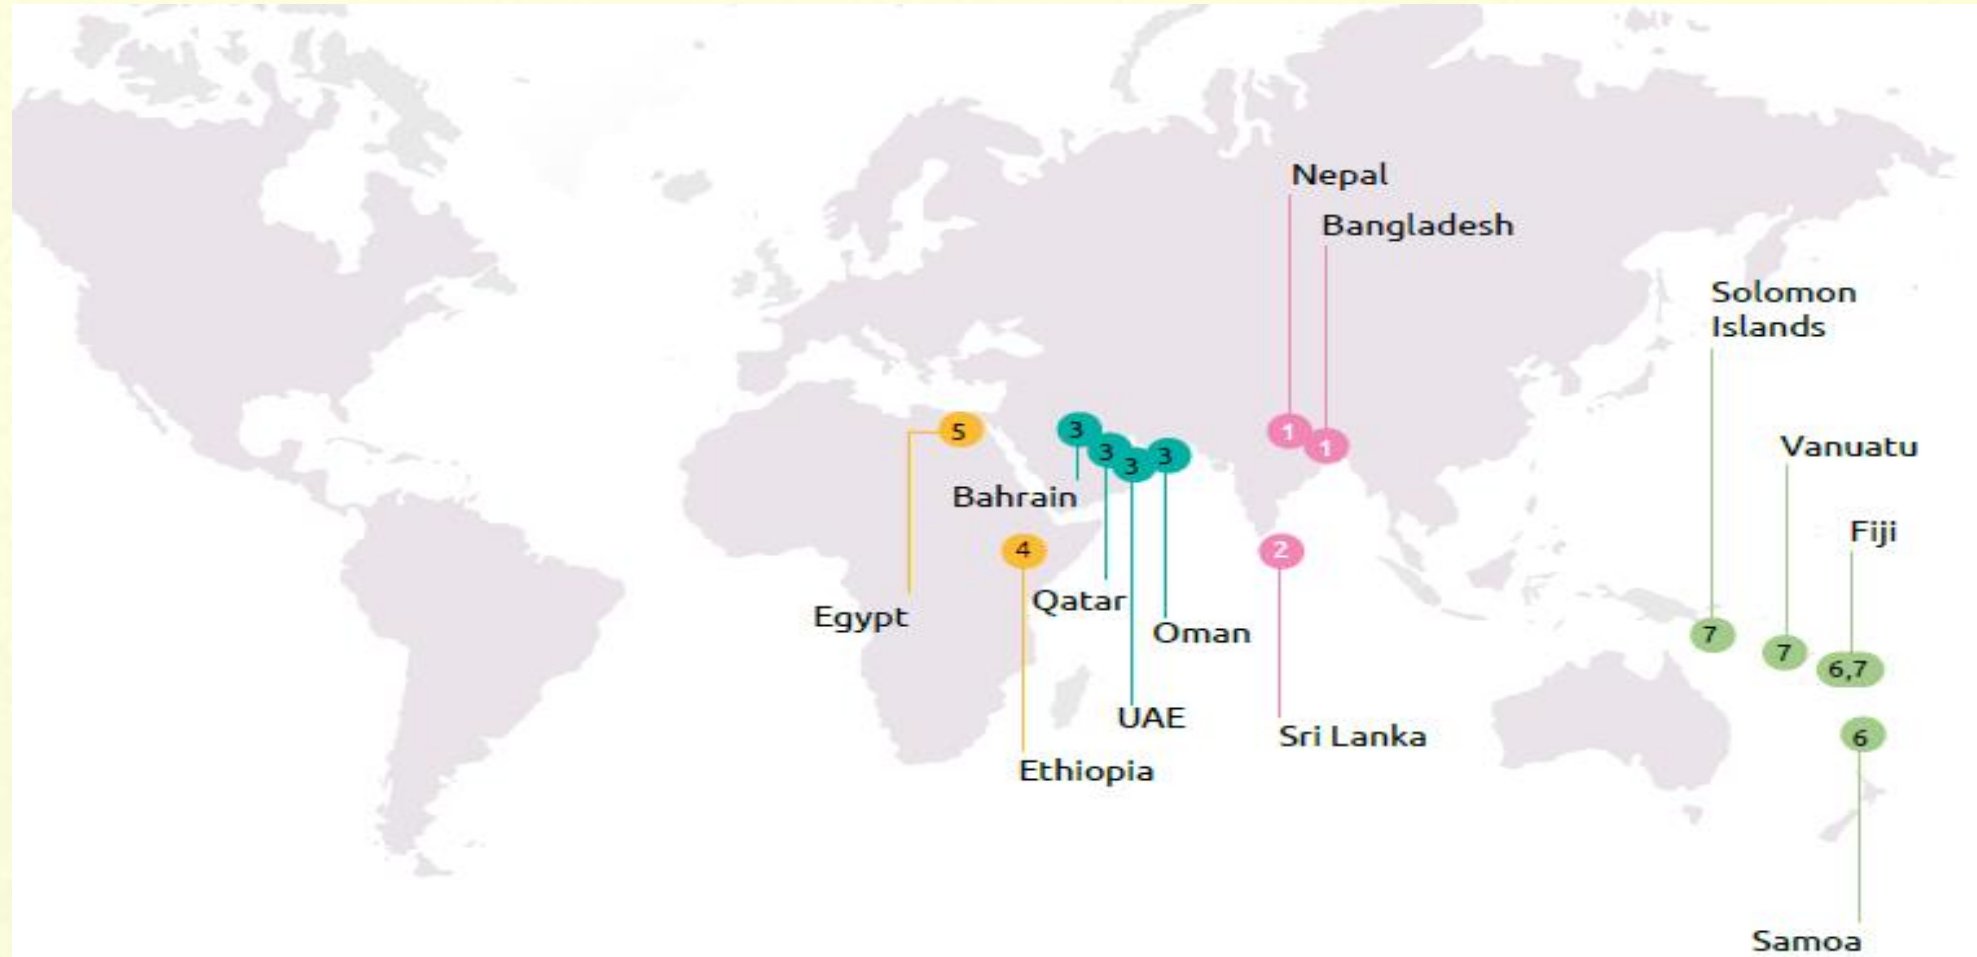 Nepal
Bangladesh
Solomon
Islands
Vanuatu
Fiji
5
3
3
3
3
1
1
Bahrain
4
2
Qatar
Egypt
Oman
7
7
6,7
UAE
Sri Lanka
6
Ethiopia
Samoa